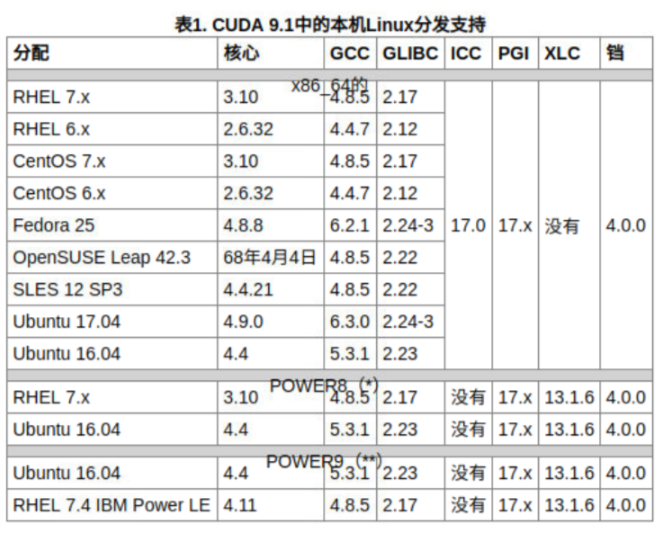 表1. CUDA 9.1中的本机Linux分发支持
分配 核心 GCC GLIBC ICC PGI XLC 铛
x86_64的
RHEL 7.x 3.10 4.8.5 2.17
RHEL 6.x 2.6.32 4.4.7 2.12
CentOS 7.x 3.10 4.8.5 2.17
CentOS 6.x 2.6.32 4.4.7 2.12
Fedora 25 4.8.8 6.2.1 2.24-3 17.0 17.x 没有 4.0.0
OpenSUSE Leap 42.3 68年4月4日 4.8.5 2.22
SLES 12 SP3 4.4.21 4.8.5 2.22
Ubuntu 17.04 4.9.0 6.3.0 2.24-3
Ubuntu 16.04 4.4 5.3.1 2.23
POWER8（*）
RHEL 7.x 3.10 4.8.5 2.17 没有 17.x 13.1.6 4.0.0
Ubuntu 16.04 4.4 5.3.1 2.23 没有 17.x 13.1.6 4.0.0
POWER9（**）
Ubuntu 16.04 4.4 5.3.1 2.23 没有 17.x 13.1.6 4.0.0
RHEL 7.4 IBM Power LE 4.11 4.8.5 2.17 没有 17.x 13.1.6 4.0.0